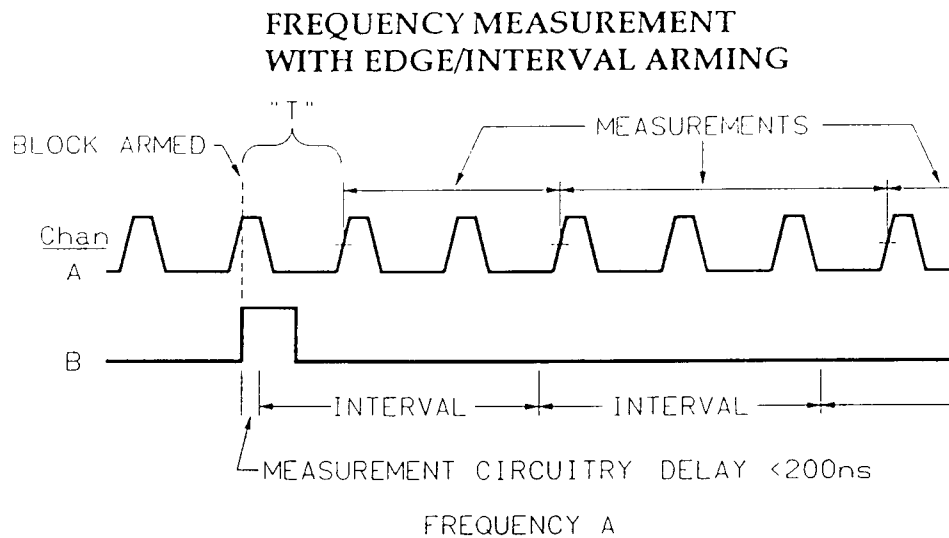 FREQUENCY MEASUREMENT
WITH EDGE/INTERVAL ARMING
"T"
MEASUREMENTS
BLOCK ARMED
Chan
A
B
INTERVAL
INTERVAL
MEASUREMENT CIRCUITRY DELAY <200ns
FREQUENCY A